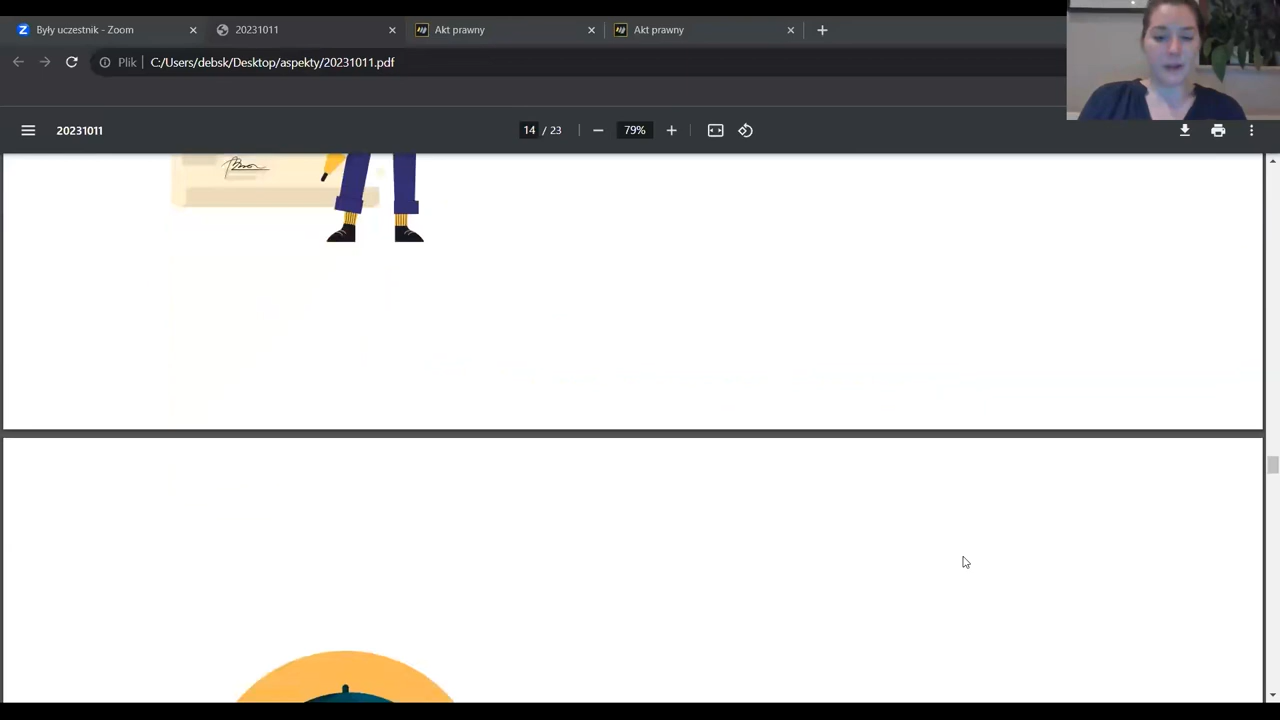 Były uczestnik - Zoom
20231011
Akt prawny
Akt prawny
Plik
C:/Users/debsk/Desktop/aspekty/20231011.pdf
20231011
14 / 23
79%